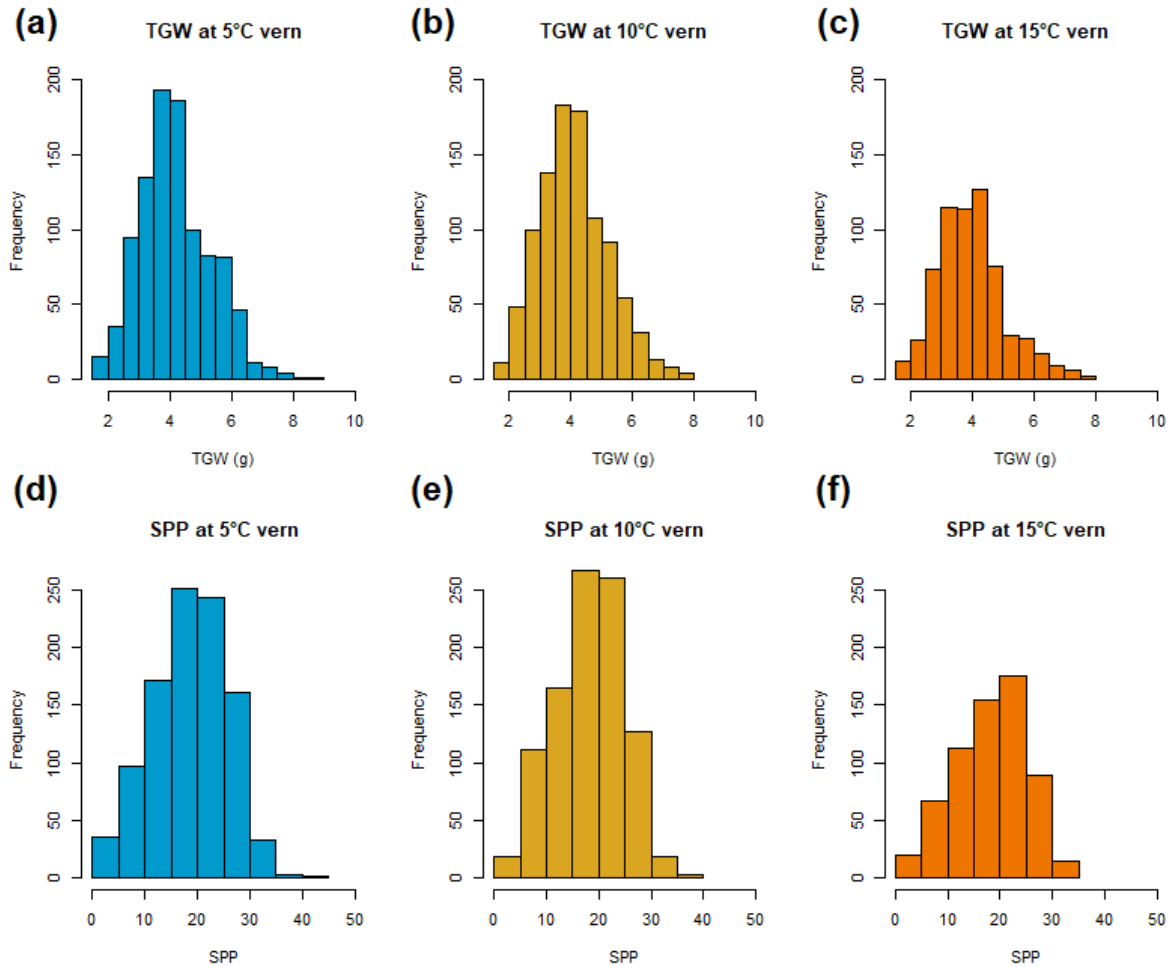 (a)
TGW at 5°C vern
Frequency
0 50 100 150 200
2 4 6 8 10
TGW (g)
(b)
TGW at 10°C vern
Frequency
0 50 100 150 200
2 4 6 8 10
TGW (g)
(c)
TGW at 15°C vern
Frequency
0 50 100 150 200
2 4 6 8 10
TGW (g)
(d)
SPP at 5°C vern
Frequency
0 50 100 150 200 250
0 10 20 30 40 50
SPP
(e)
SPP at 10°C vern
Frequency
0 50 100 150 200 250
0 10 20 30 40 50
SPP
(f)
SPP at 15°C vern
Frequency
0 50 100 150 200 250
0 10 20 30 40 50
SPP